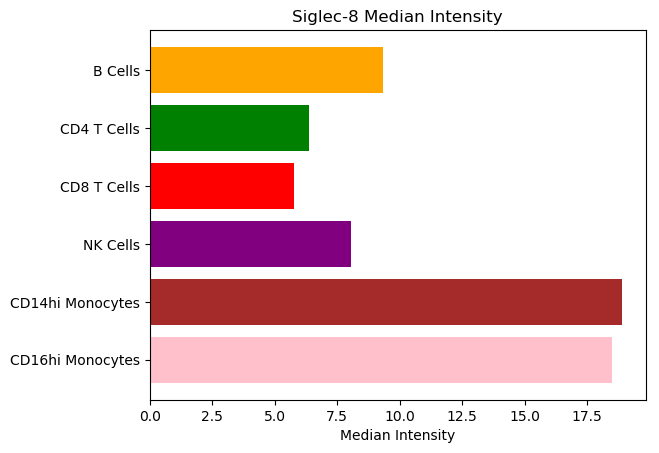 Siglec-8 Median Intensity
B Cells
CD4 T Cells
CD8 T Cells
NK Cells
CD14hi Monocytes
CD16hi Monocytes
0.0 2.5 5.0 7.5 10.0 12.5 15.0 17.5
Median Intensity